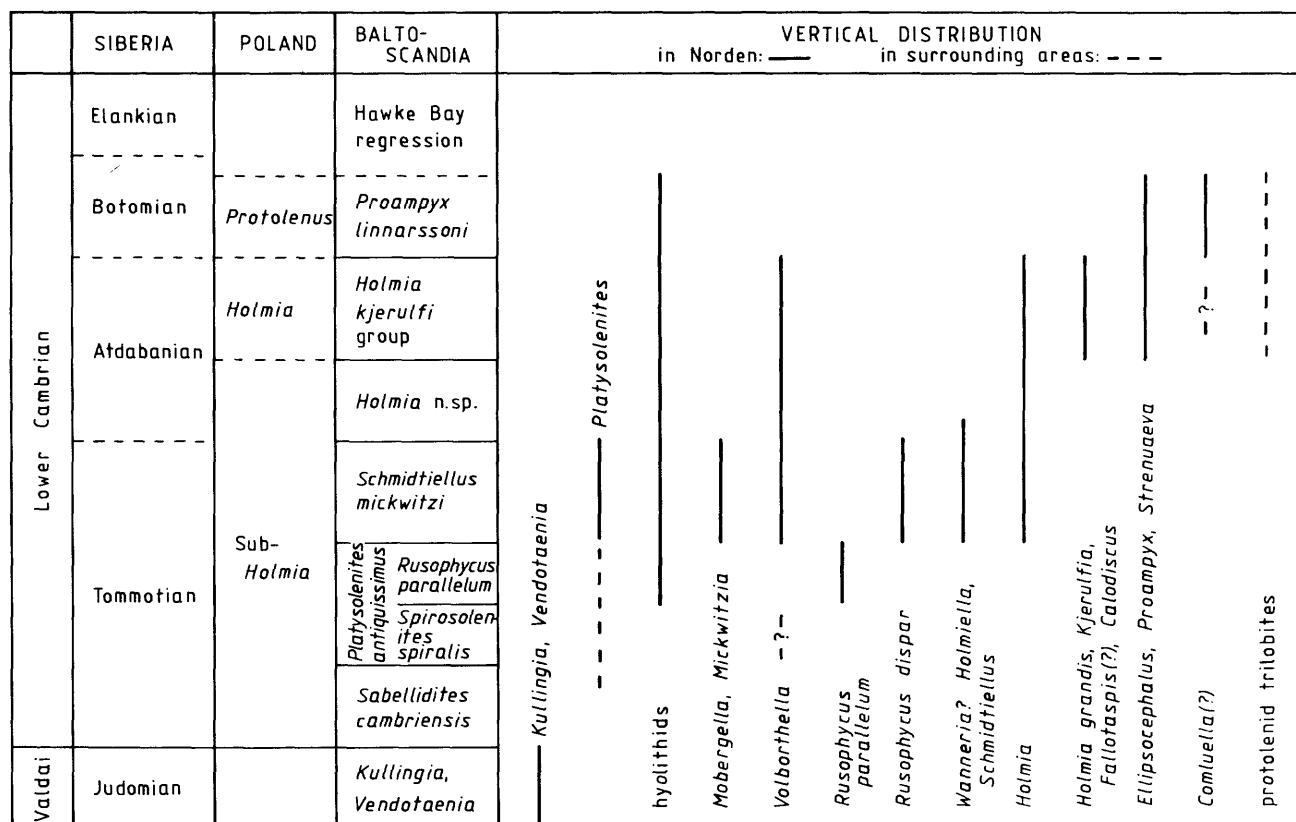 SIBERIA
POLAND
BALTO-
SCANDIA
VERTICAL DISTRIBUTION
in Norden: in surrounding areas:
Lower Cambrian
Valdai
Elankian
Botomian
Atdabanian
Tommotian
Judomian
Protolenus
Holmia
Sub-
Holmia
Hawke Bay
regression
Proampyx
linnarssoni
Holmia
kjerulfi
group
Holmia n.sp.
Schmidtiellus
mickwitzi
Platysolenites
antiquissimus
Rusophycus
parallelum
Spirosolen-
ites
spiralis
Sabellidites
cambriensis
Kullingia,
Vendotaenia
Kullingia, Vendotaenia
Platysolenites
hyolithids
Mobergella, Mickwitzia
Volborthella
-?-
Rusophycus
parallelum
Rusophycus dispar
Wanneria? Holmiella,
Schmidtiellus
Holmia
Holmia grandis, Kjerulfia,
Fallotaspis(?), Calodiscus
Ellipsocephalus, Proampyx, Strenuaeva
Comluella(?)
-?-
protolenid trilobites